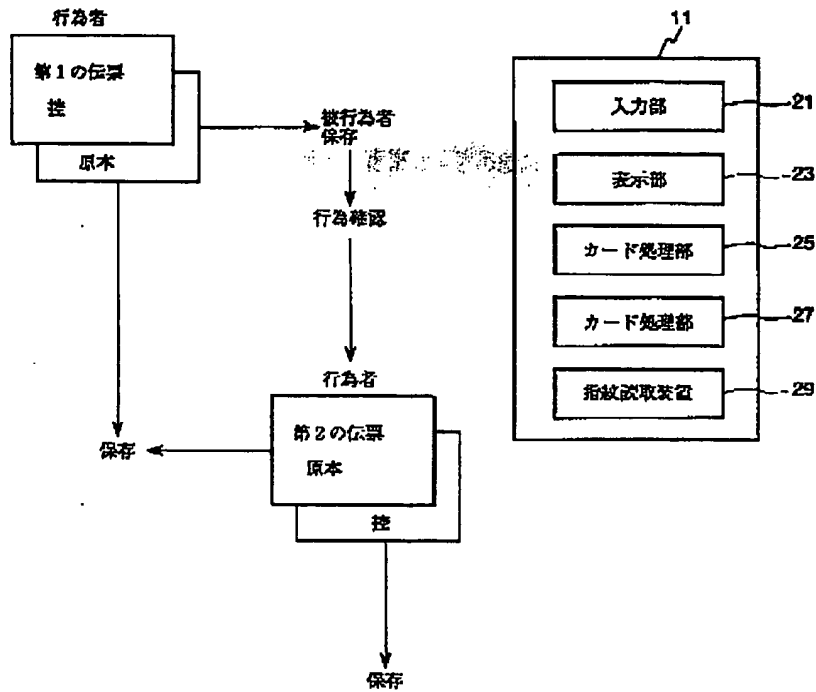 行為者
第1の伝票
控
原本
被行為者
保存
行為確認
行為者
第2の伝票
原本
控
保存
保存
11
入力部
21
表示部
23
カード処理部
25
カード処理部
27
指紋読取装置
29